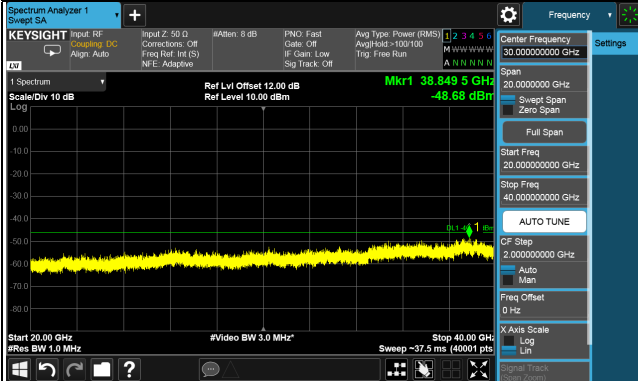 Spectrum Analyzer 1
Swept SA
+
Frequency
KEYSIGHT
Input: RF
Coupling: DC
Align: Auto
Input Z: 50 Ω
Corrections: Off
Freq Ref: Int (S)
NFE: Adaptive
#Atten: 8 dB
PNO: Fast
Gate: Off
IF Gain: Low
Sig Track: Off
Avg Type: Power (RMS)
Avg|Hold:>100/100
Trig: Free Run
1 2 3 4 5 6
M W W W W W
A N N N N N
LXI
1 Spectrum
Scale/Div 10 dB
Log
Ref Lvl Offset 12.00 dB
Ref Level 10.00 dBm
Mkr1 38.849 5 GHz
-48.68 dBm
0.00
-10.0
-20.0
-30.0
-40.0
-50.0
-60.0
-70.0
-80.0
1
Start 20.00 GHz
#Res BW 1.0 MHz
#Video BW 3.0 MHz*
Stop 40.00 GHz
Sweep ~37.5 ms (40001 pts)
?
Center Frequency
30.000000000 GHz
Settings
Span
20.0000000 GHz
Swept Span
Zero Span
Full Span
Start Freq
20.000000000 GHz
Stop Freq
40.000000000 GHz
AUTO TUNE
CF Step
2.000000000 GHz
Auto
Man
Freq Offset
0 Hz
X Axis Scale
Log
Lin
Signal Track
(Span Zoom)